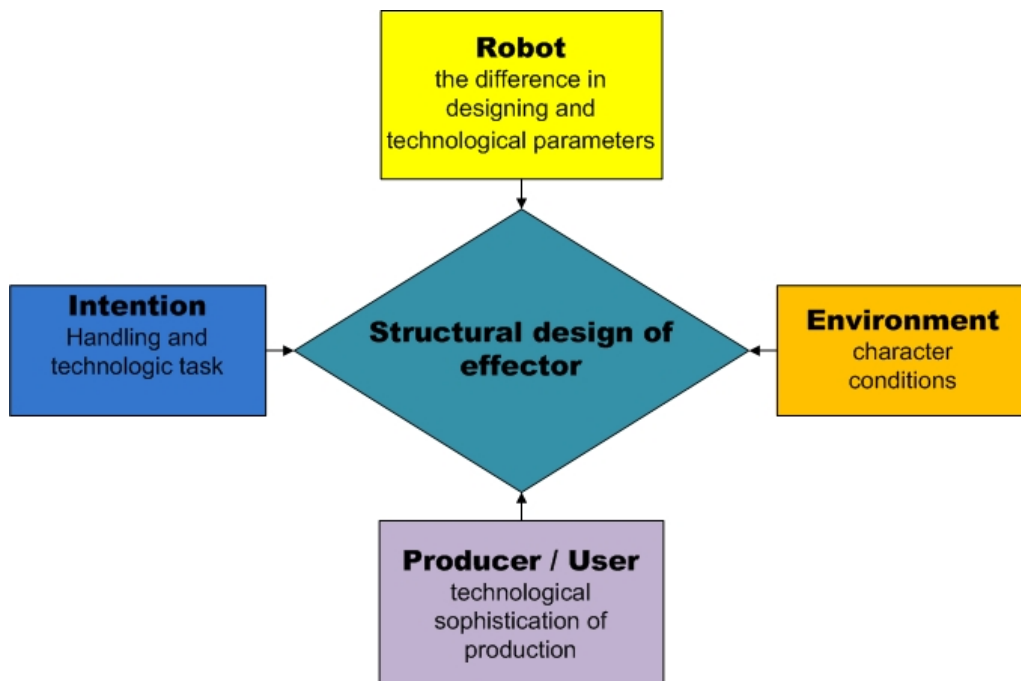 Robot
the difference in
designing and
technological parameters
Intention
Handling and
technologic task
Structural design of
effector
Environment
character
conditions
Producer / User
technological
sophistication of
production